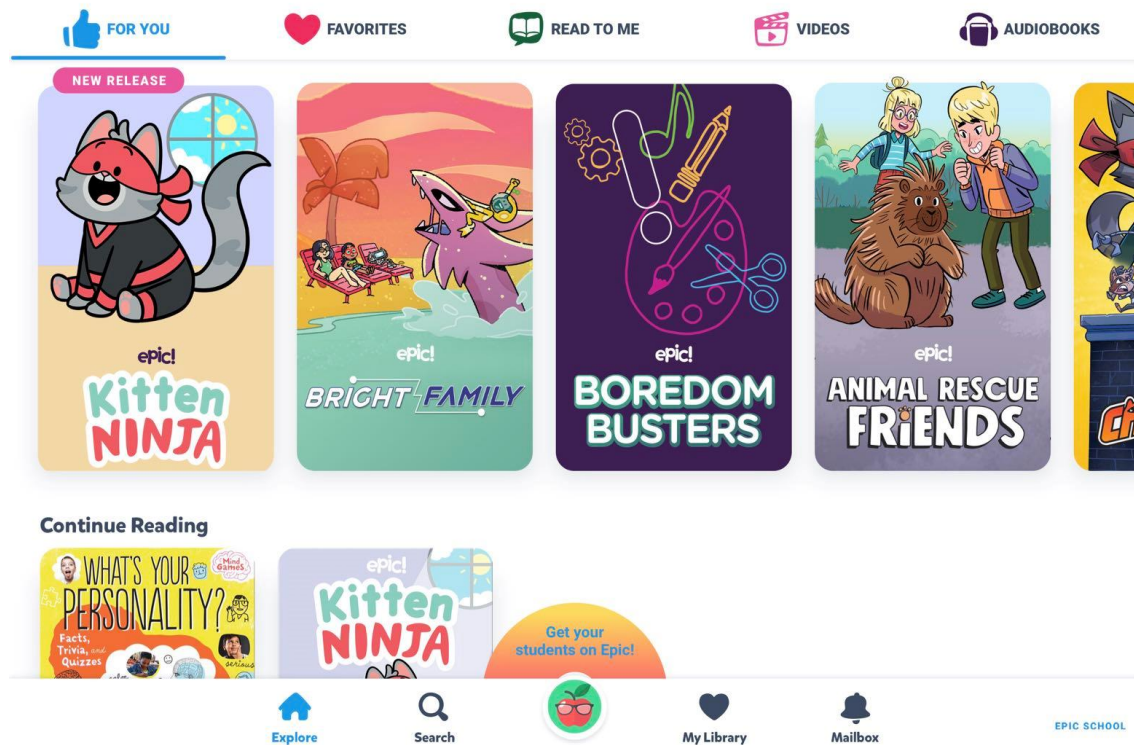 FOR YOU
FAVORITES
READ TO ME
VIDEOS
AUDIOBOOKS
NEW RELEASE
epic!
Kitten
NINJA
epic!
BRIGHT FAMILY
epic!
BOREDOM
BUSTERS
epic!
ANIMAL RESCUE
FRiENDS
Continue Reading
WHAT'S YOUR
PERSONALITY?
Mind
Games
Facts,
Trivia, and
Quizzes
serious
epic!
Kitten
NINJA
Get your
students on Epic!
Explore
Search
My Library
Mailbox
EPIC SCHOOL